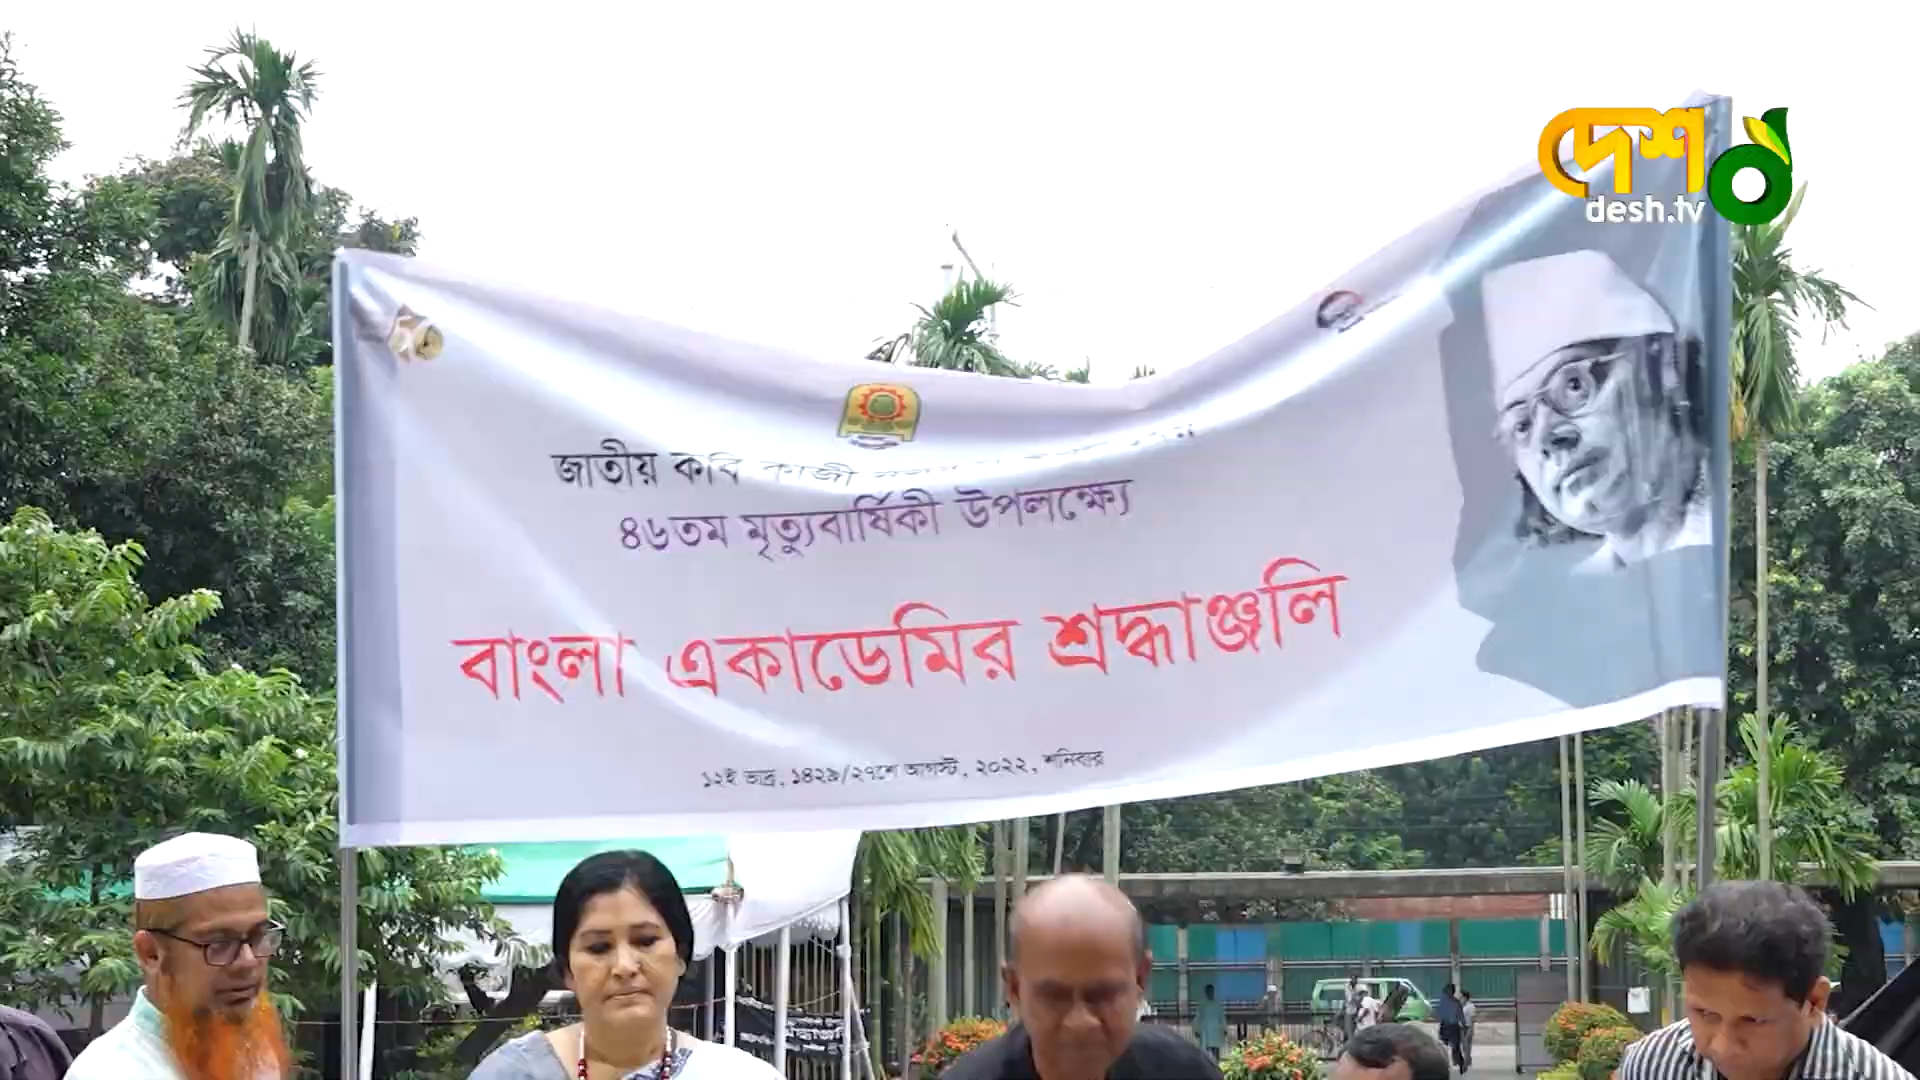 দেশ
desh.tv
জাতীয় কবি কাজী
৪৬তম মৃত্যুবার্ষিকী উপলক্ষ্যে
বাংলা একাডেমির শ্রদ্ধাঞ্জলি
১২ই ভাদ্র, ১৪২৯/২৭শে আগস্ট, ২০২২, শনিবার